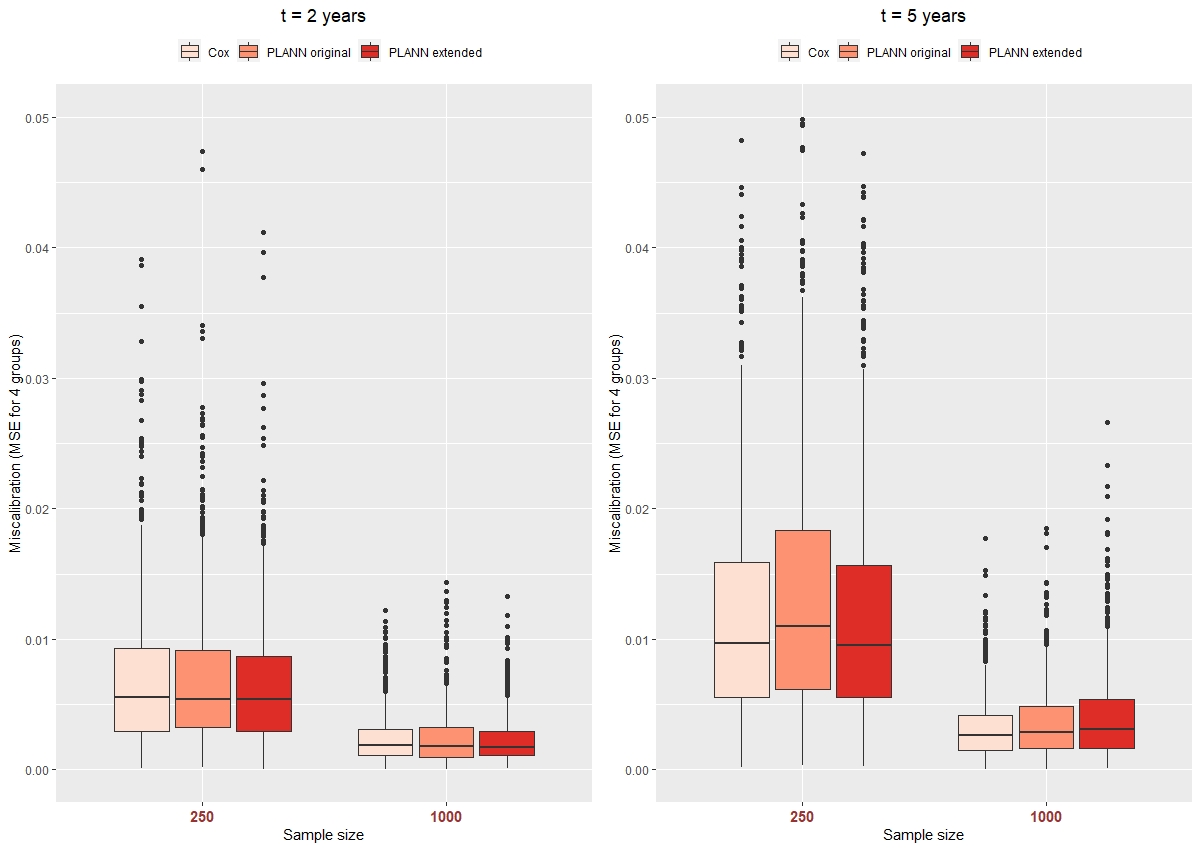 t = 2 years
Cox PLANN original PLANN extended
Miscalibration (MSE for 4 groups)
0.05
0.04
0.03
0.02
0.01
0.00
250 1000
Sample size
t = 5 years
Cox PLANN original PLANN extended
Miscalibration (MSE for 4 groups)
0.05
0.04
0.03
0.02
0.01
0.00
250 1000
Sample size